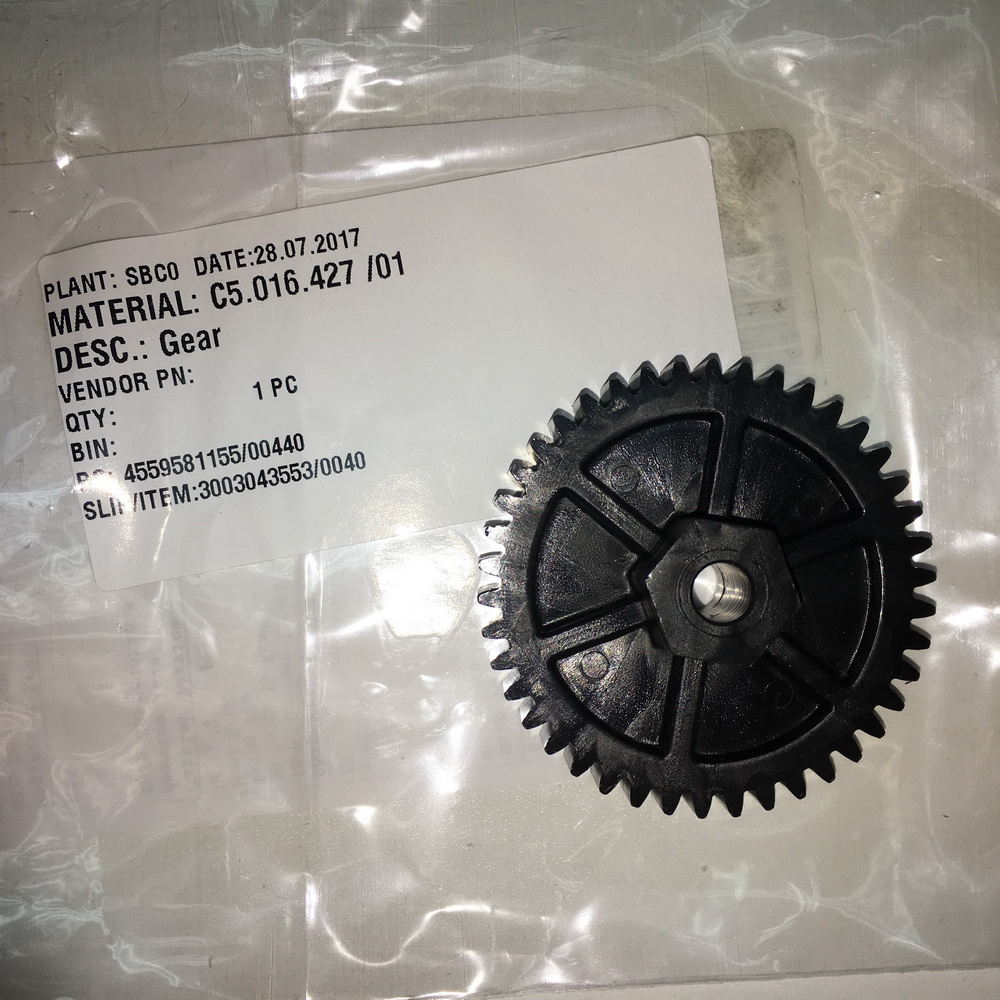 PLANT: SBC0 DATE:28.07.2017
MATERIAL: C5.016.427 /01
DESC.: Gear
VENDOR PN:
QTY: 1 PC
BIN:
4559581155/00440
SLIP/ITEM:3003043553/0040